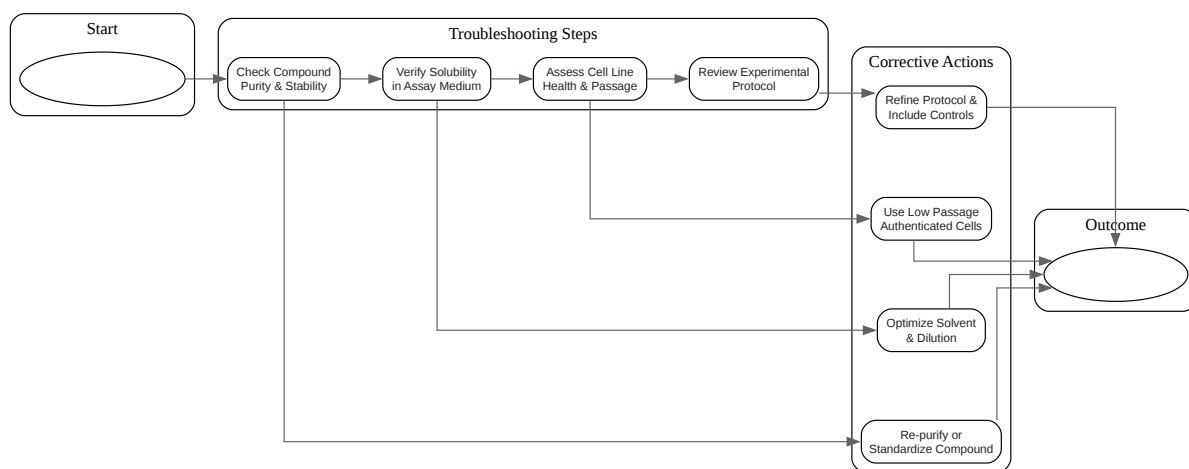 Start
Troubleshooting Steps
Check Compound
Purity & Stability
Verify Solubility
in Assay Medium
Assess Cell Line
Health & Passage
Review Experimental
Protocol
Corrective Actions
Refine Protocol &
Include Controls
Use Low Passage
Authenticated Cells
Optimize Solvent
& Dilution
Re-purify or
Standardize Compound
Outcome